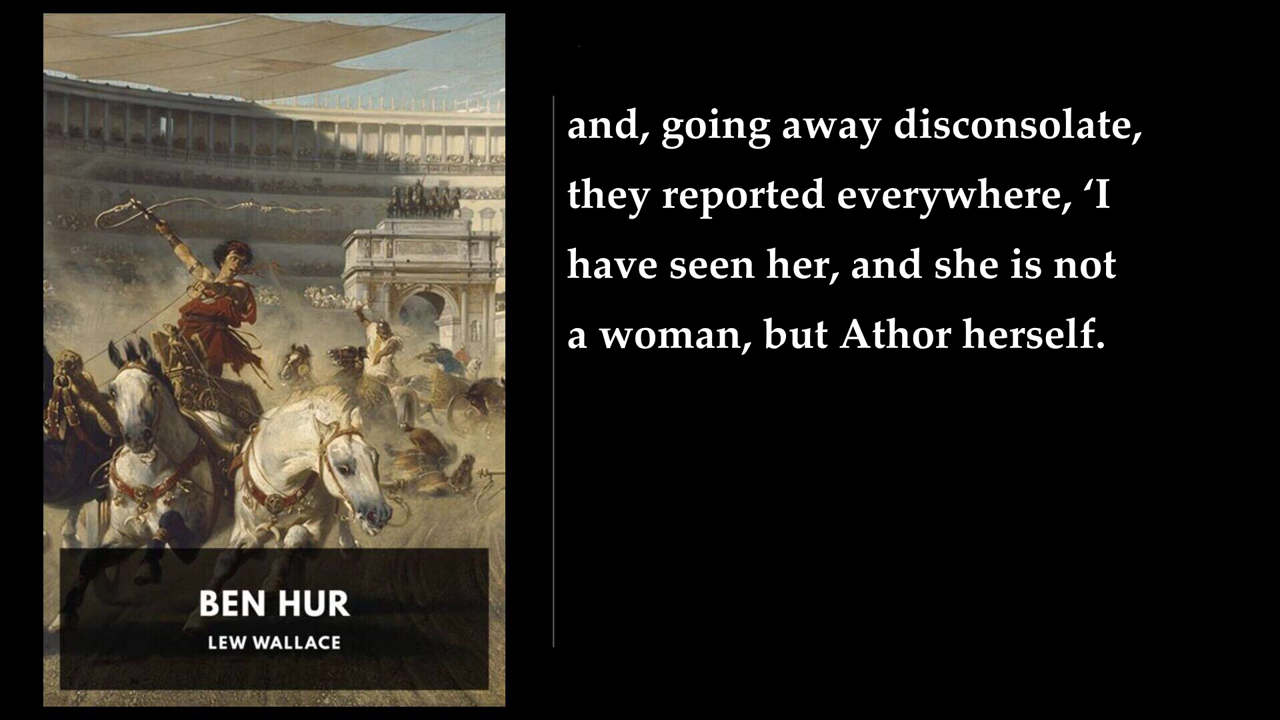 BEN HUR
LEW WALLACE
and, going away disconsolate,
they reported everywhere, ‘I
have seen her, and she is not
a woman, but Athor herself.